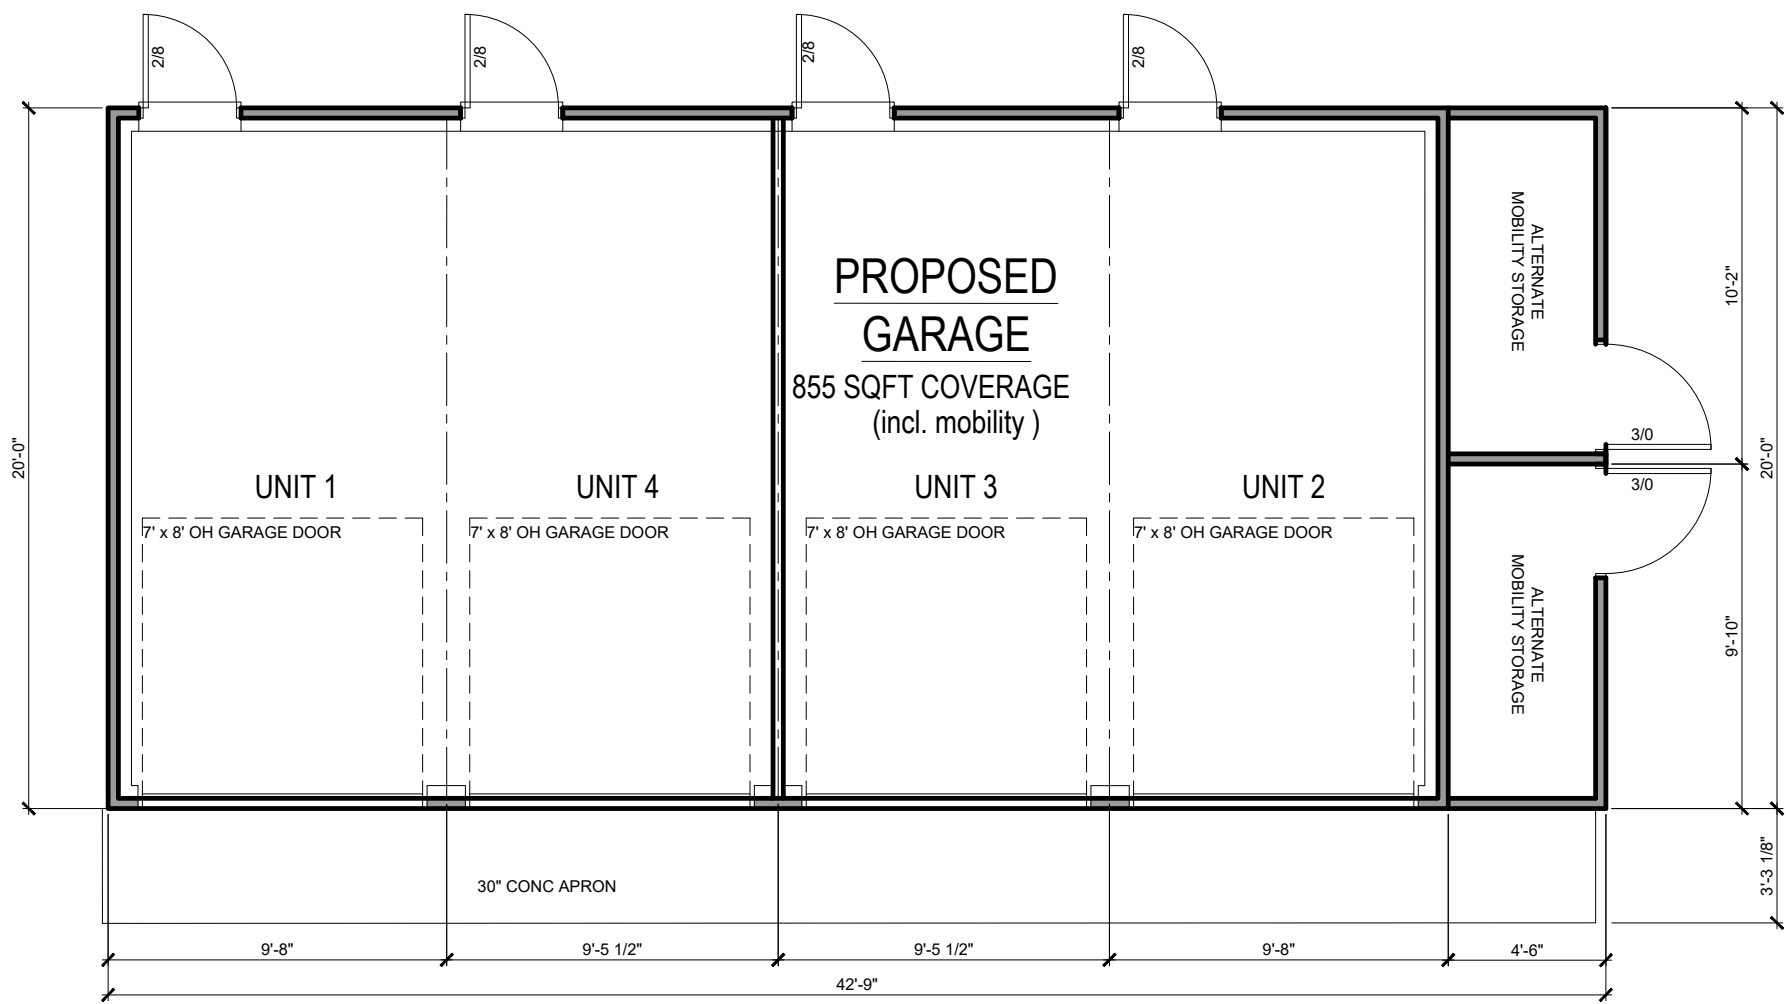 2/8
2/8
2/8
2/8
PROPOSED
GARAGE
855 SQFT COVERAGE
(incl. mobility )
ALTERNATE
MOBILITY STORAGE
10'-2"
20'-0"
20'-0"
3/0
3/0
UNIT 1
UNIT 4
UNIT 3
UNIT 2
7' x 8' OH GARAGE DOOR
7' x 8' OH GARAGE DOOR
7' x 8' OH GARAGE DOOR
7' x 8' OH GARAGE DOOR
ALTERNATE
MOBILITY STORAGE
9'-10"
30" CONC APRON
3'-3 1/8"
9'-8"
9'-5 1/2"
9'-5 1/2"
9'-8"
4'-6"
42'-9"